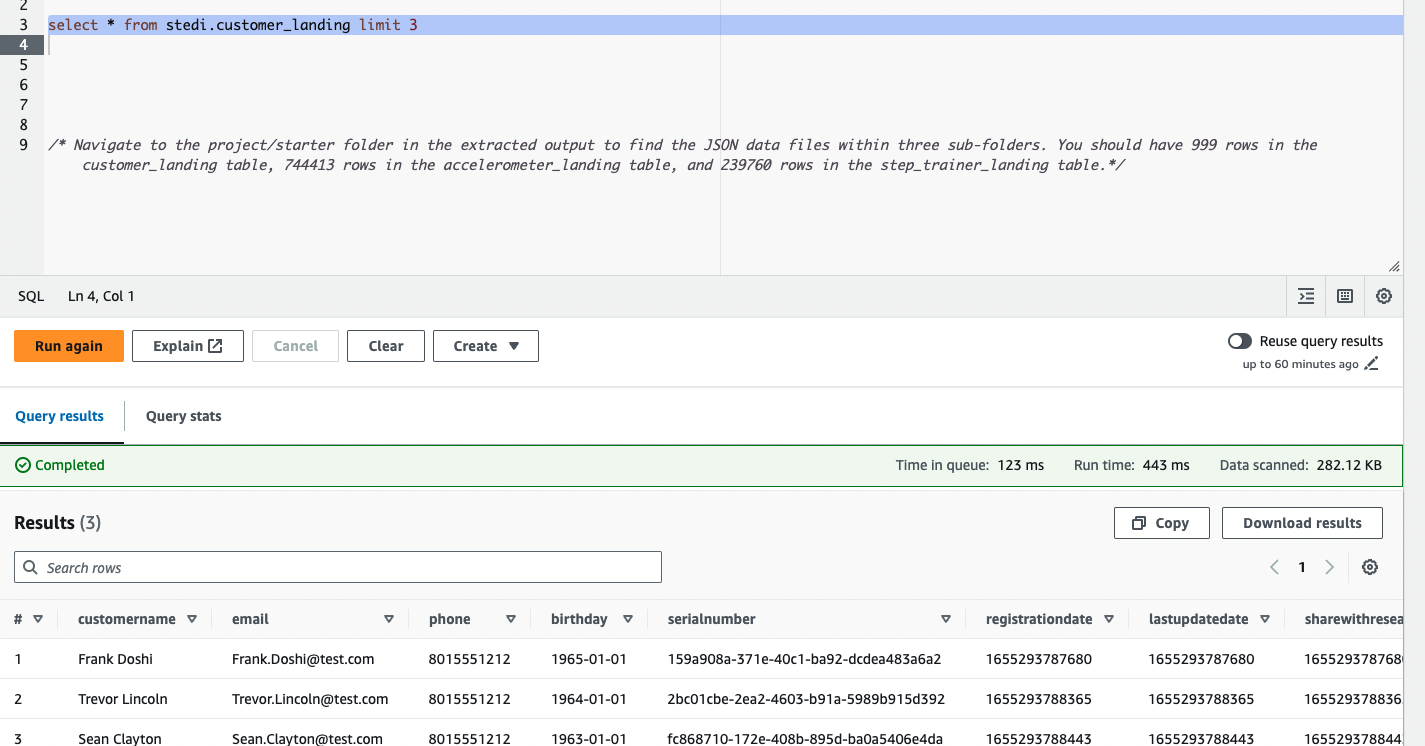 2
3 select * from stedi.customer_landing limit 3
4
5
6
7
8
9 /* Navigate to the project/starter folder in the extracted output to find the JSON data files within three sub-folders. You should have 999 rows in the
customer_landing table, 744413 rows in the accelerometer_landing table, and 239760 rows in the step_trainer_landing table.*/
SQL Ln 4, Col 1
Run again Explain Cancel Clear Create Reuse query results
up to 60 minutes ago
Query results Query stats
Completed Time in queue: 123 ms Run time: 443 ms Data scanned: 282.12 KB
Results (3) Copy Download results
Search rows 1
# customername email phone birthday serialnumber registrationdate lastupdatedate sharewithresea
1 Frank Doshi Frank.Doshi@test.com 8015551212 1965-01-01 159a908a-371e-40c1-ba92-dcdea483a6a2 1655293787680 1655293787680 165529378768
2 Trevor Lincoln Trevor.Lincoln@test.com 8015551212 1964-01-01 2bc01cbe-2ea2-4603-b91a-5989b915d392 1655293788365 1655293788365 165529378836
3 Sean Clayton Sean.Clayton@test.com 8015551212 1963-01-01 fc868710-172e-408b-895d-ba0a5406e4da 1655293788443 1655293788443 165529378844